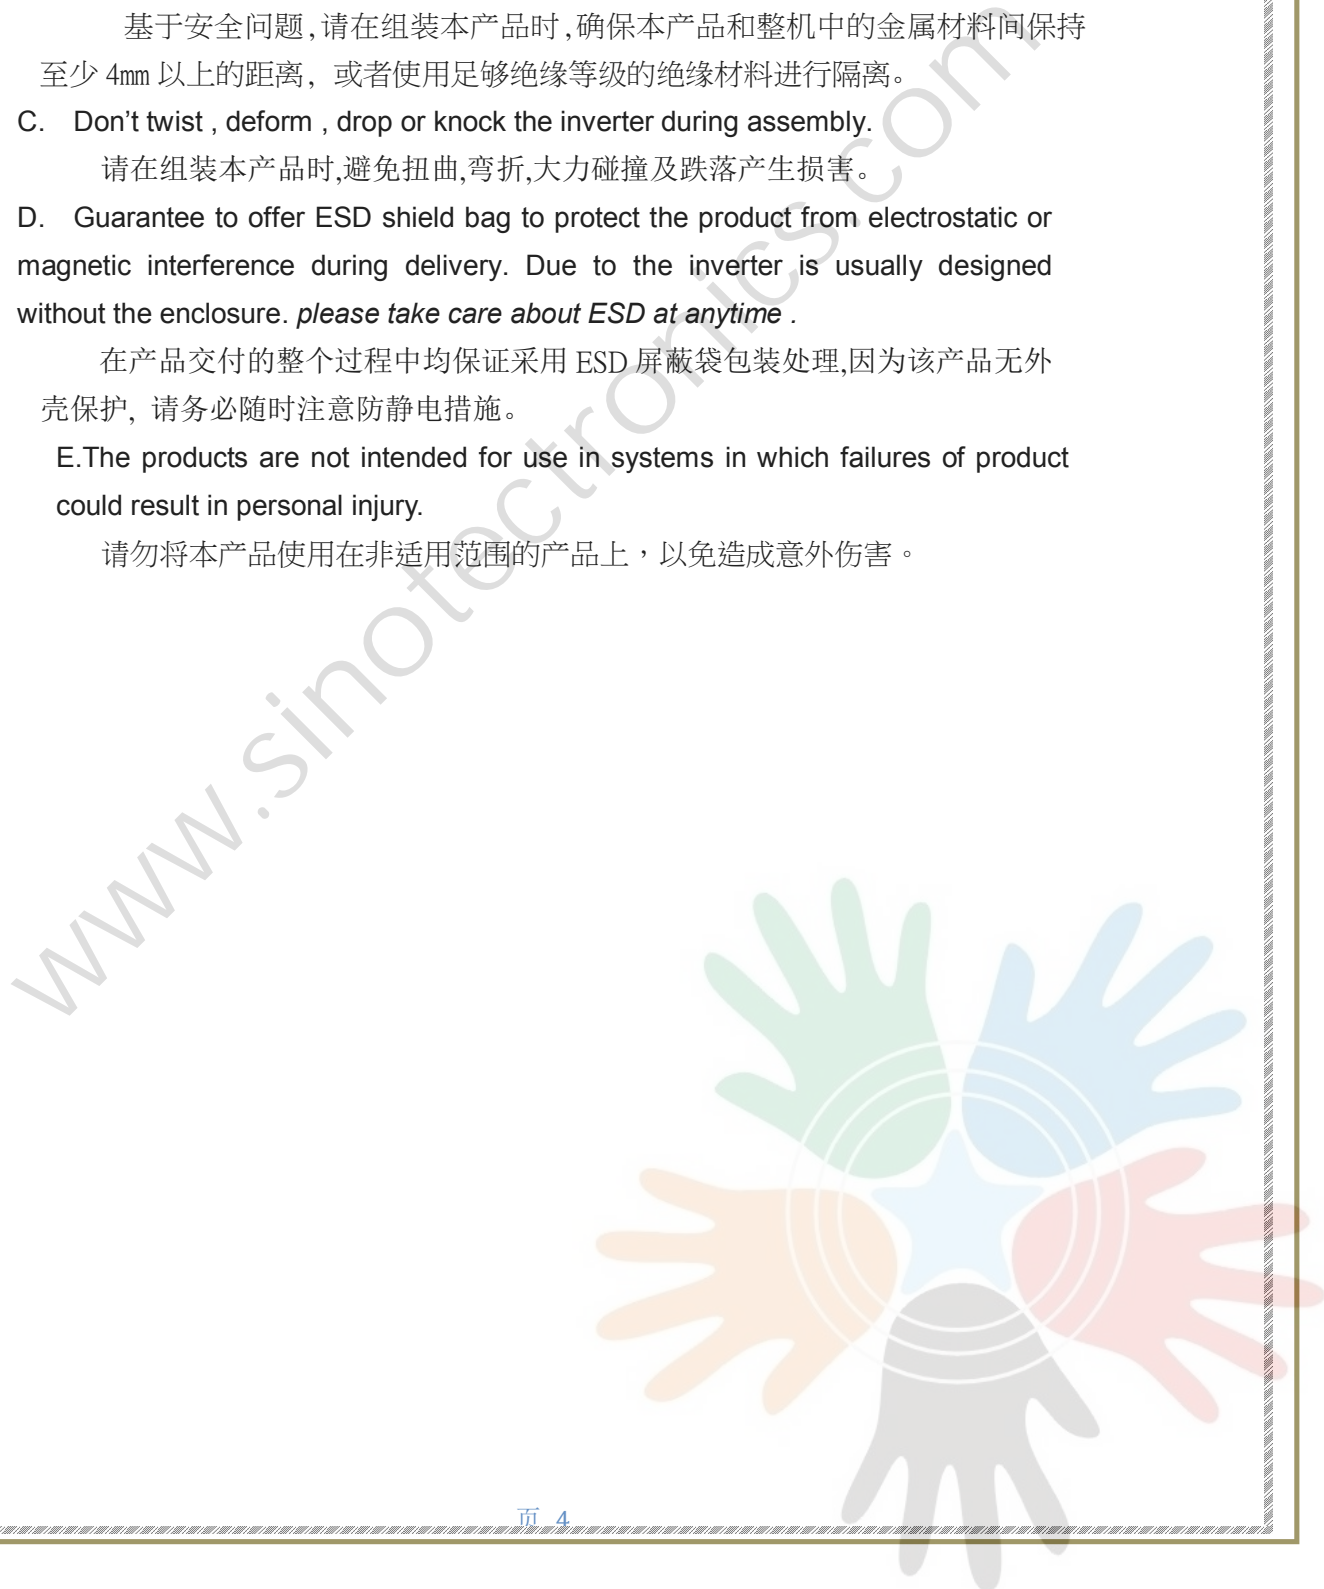 基于安全问题,请在组装本产品时,确保本产品和整机中的金属材料间保持
至少 4mm 以上的距离, 或者使用足够绝缘等级的绝缘材料进行隔离。
C. Don’t twist , deform , drop or knock the inverter during assembly.
请在组装本产品时,避免扭曲,弯折,大力碰撞及跌落产生损害。
D. Guarantee to offer ESD shield bag to protect the product from electrostatic or
magnetic interference during delivery. Due to the inverter is usually designed
without the enclosure. please take care about ESD at anytime .
在产品交付的整个过程中均保证采用 ESD 屏蔽袋包装处理,因为该产品无外
壳保护, 请务必随时注意防静电措施。
E.The products are not intended for use in systems in which failures of product
could result in personal injury.
请勿将本产品使用在非适用范围的产品上，以免造成意外伤害。
www.sinotectronics.com
页 4